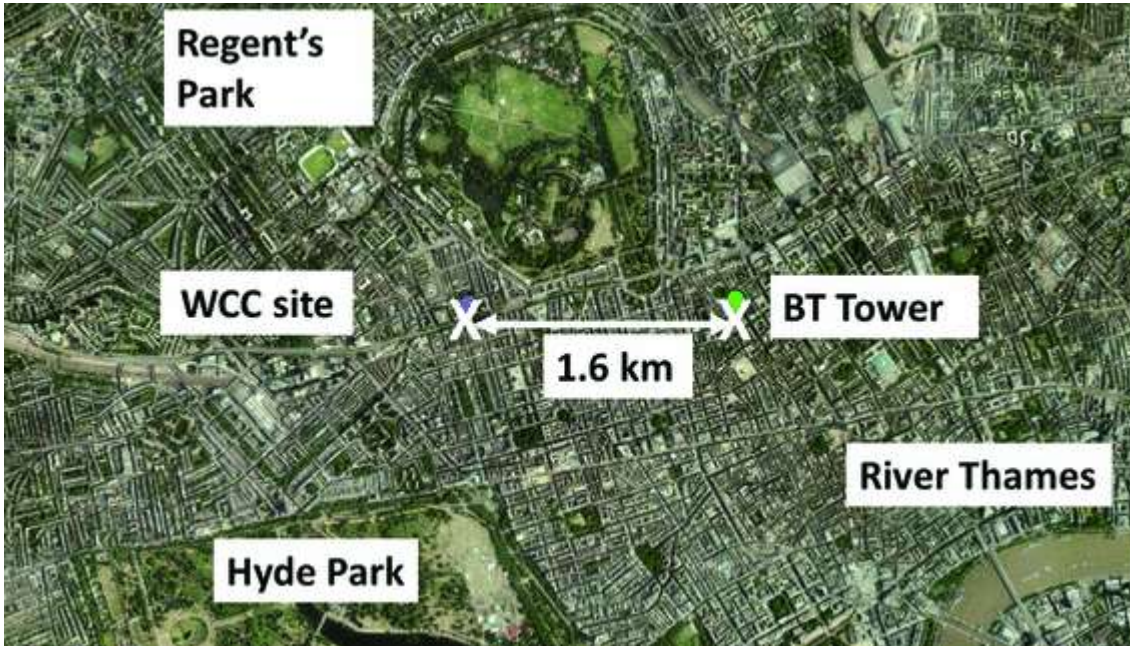 Regent's
Park
WCC site
X
X
BT Tower
1.6 km
River Thames
Hyde Park